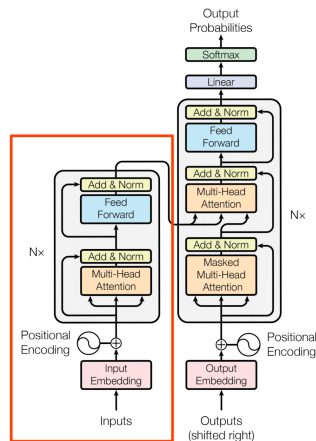 Output
Probabilities
Softmax
Linear
Add & Norm
Feed
Forward
Add & Norm
Multi-Head
Attention
Add & Norm
Masked
Multi-Head
Attention
Nx
Positional
Encoding
Output
Embedding
Outputs
(shifted right)
Add & Norm
Feed
Forward
Nx
Add & Norm
Multi-Head
Attention
Positional
Encoding
Input
Embedding
Inputs